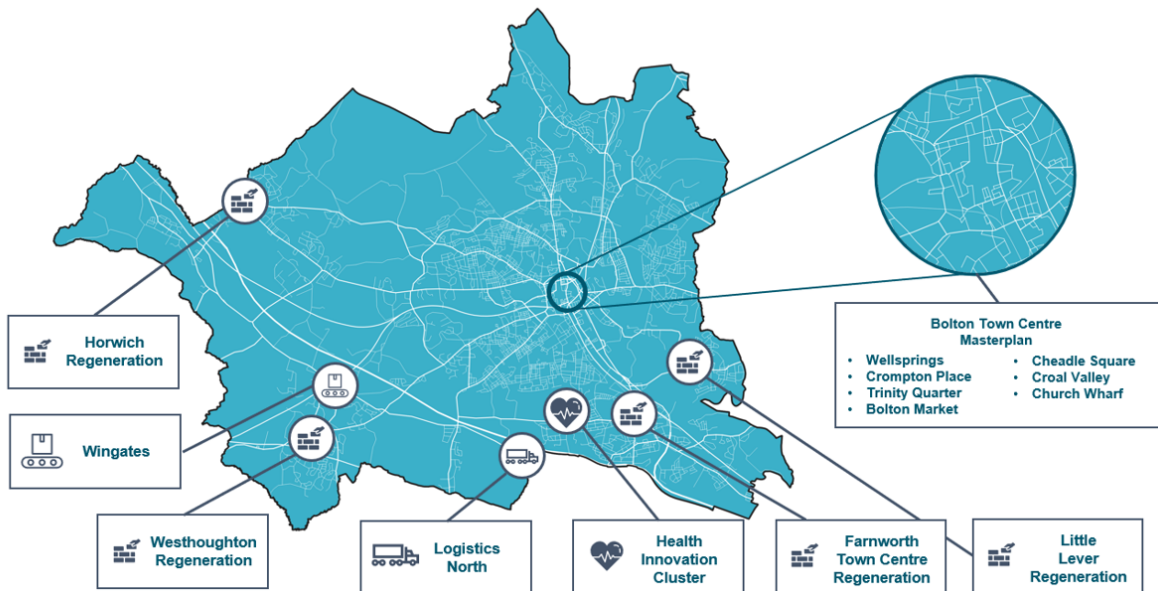 Horwich
Regeneration
Wingates
Westhoughton
Regeneration
Logistics
North
Health
Innovation
Cluster
Farnworth
Town Centre
Regeneration
Little
Lever
Regeneration
Bolton Town Centre
Masterplan
• Wellsprings
• Crompton Place
• Trinity Quarter
• Bolton Market
• Cheadle Square
• Croal Valley
• Church Wharf